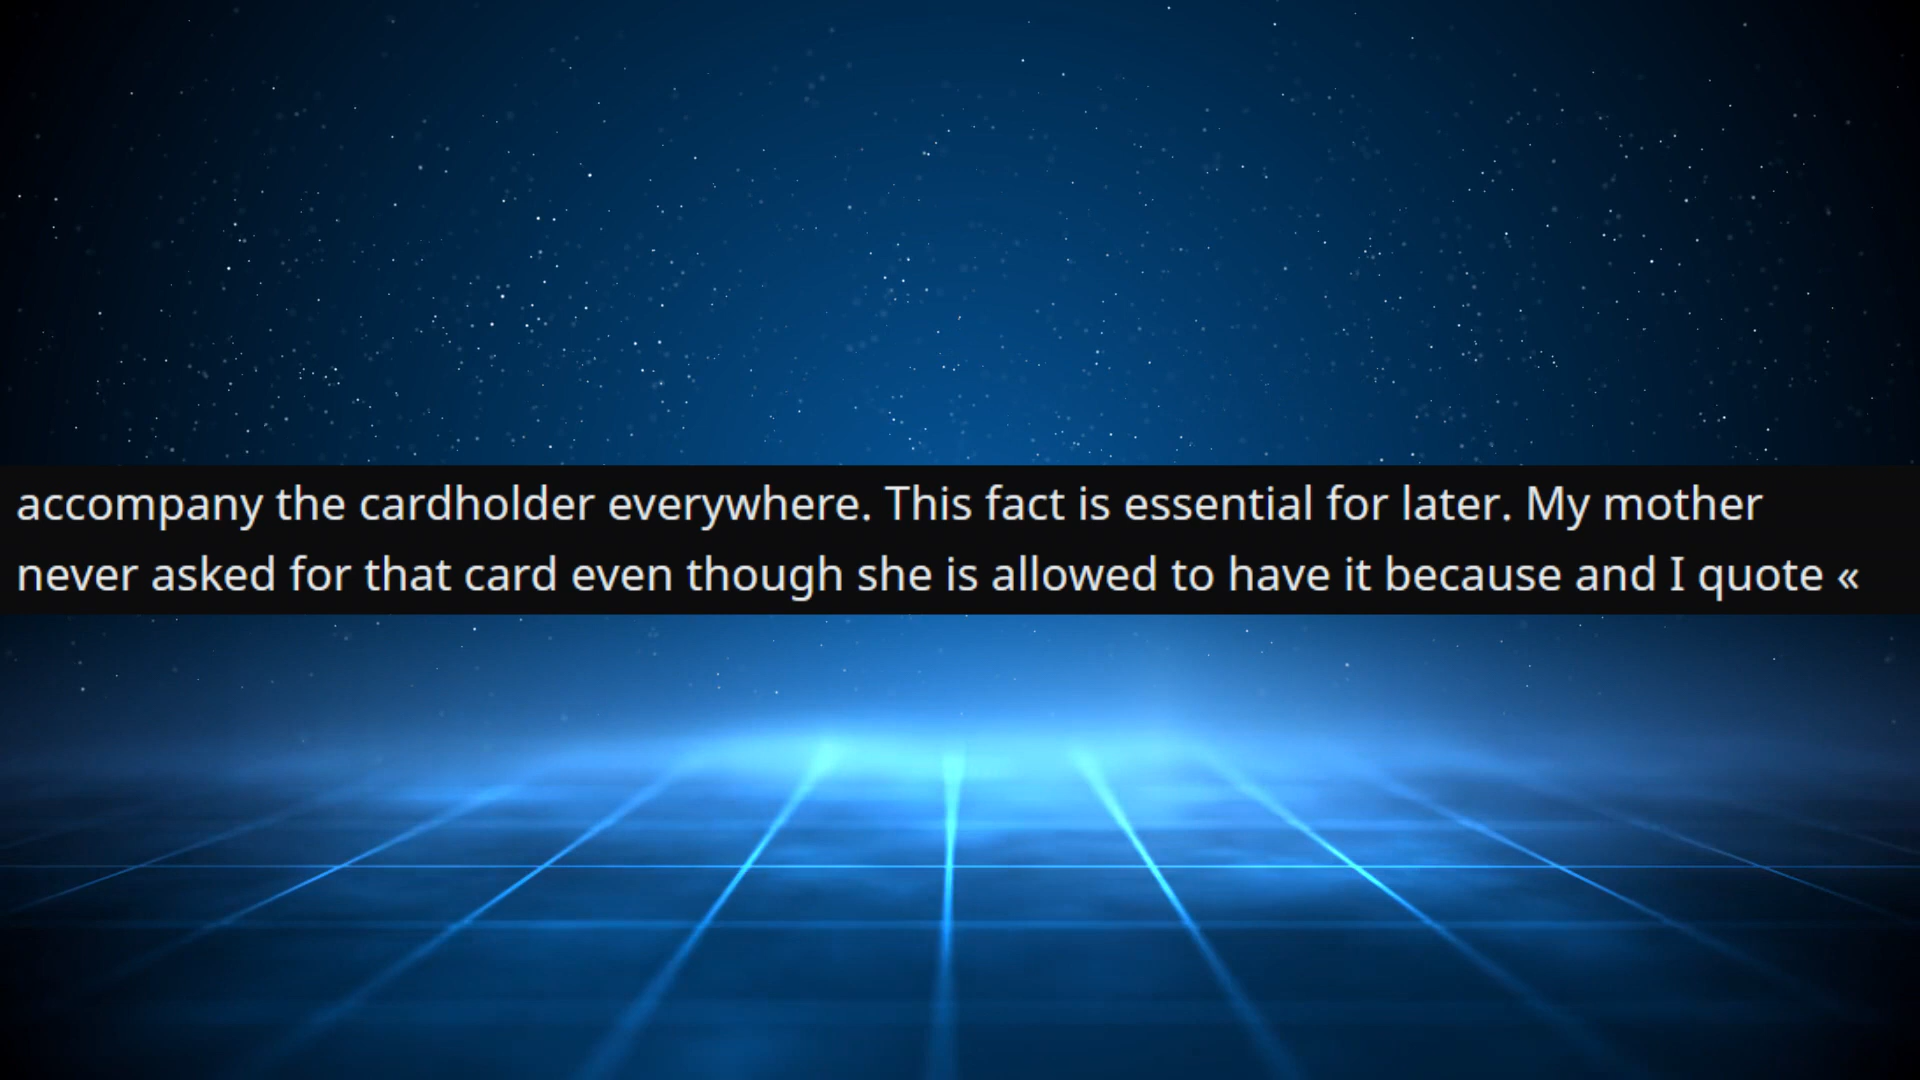 accompany the cardholder everywhere. This fact is essential for later. My mother
never asked for that card even though she is allowed to have it because and I quote «